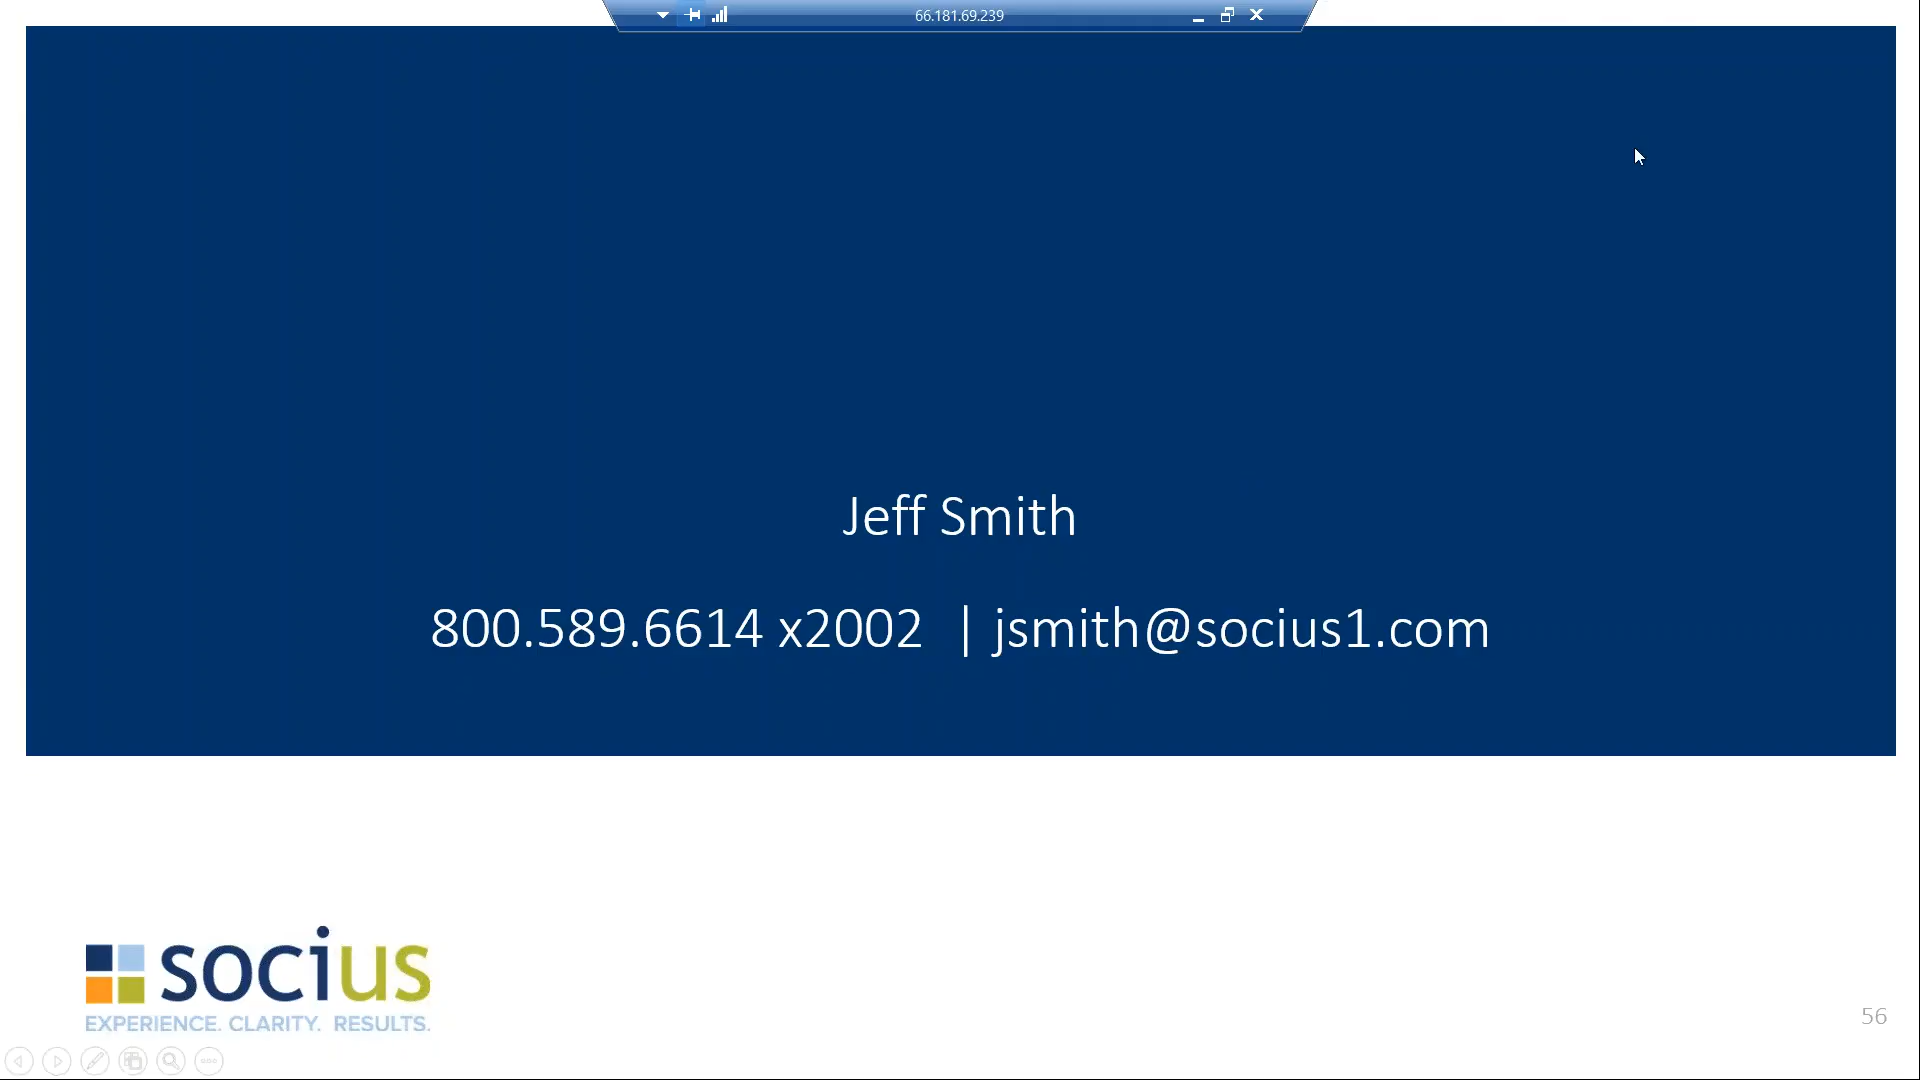 66.181.69.239
Jeff Smith
800.589.6614 x2002 | jsmith@socius1.com
socius
EXPERIENCE. CLARITY. RESULTS.
56